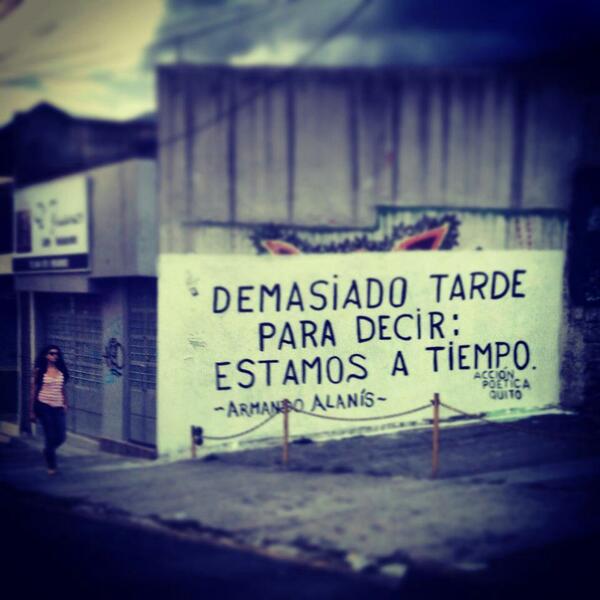 DEMASiADO TARDE
PARA DECiR:
ESTAMOS A TiEMPO.
~ARMANDO ALANÍS~
ACCIÓN
POÉTICA
QUITO